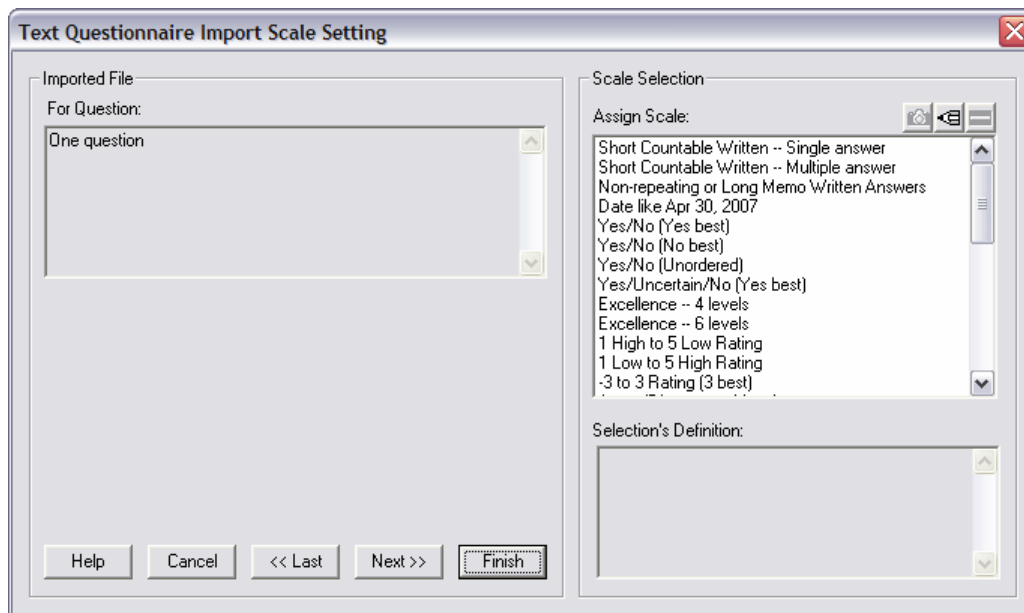 Text Questionnaire Import Scale Setting
Imported File
For Question:
One question
Help
Cancel
<< Last
Next >>
Finish
Scale Selection
Assign Scale:
Short Countable Written -- Single answer
Short Countable Written -- Multiple answer
Non-repeating or Long Memo Written Answers
Date like Apr 30, 2007
Yes/No (Yes best)
Yes/No (No best)
Yes/No (Unordered)
Yes/Uncertain/No (Yes best)
Excellence -- 4 levels
Excellence -- 6 levels
1 High to 5 Low Rating
1 Low to 5 High Rating
-3 to 3 Rating (3 best)
Selection's Definition: